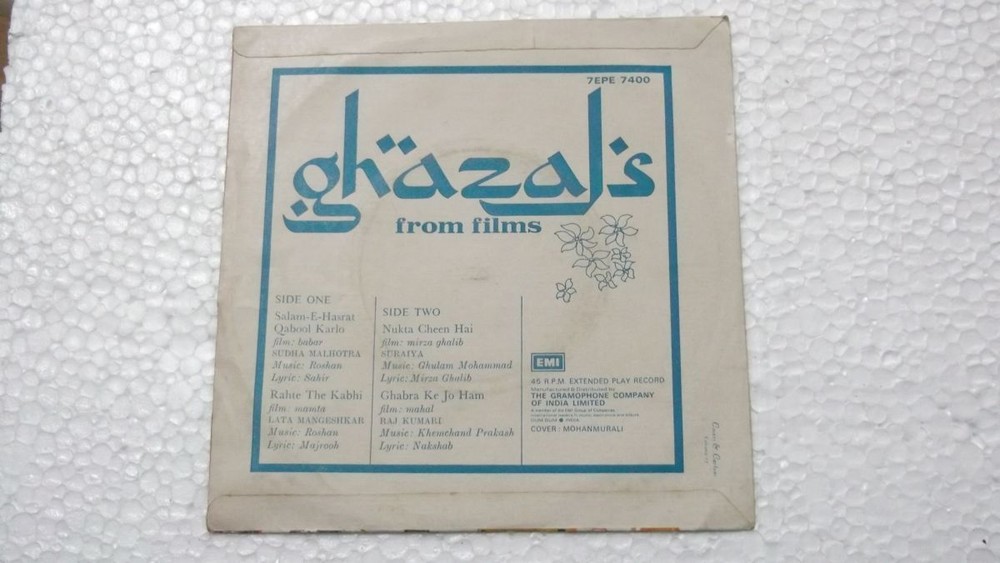 7EPE 7400
ghazals
from films
SIDE ONE
Salam-E-Hasrat
Qabool Karlo
film: babar
SUDHA MALHOTRA
Music: Roshan
Lyric: Sahir
Rahte The Kabhi
film: mamta
LATA MANGESHKAR
Music: Roshan
Lyric: Majrooh
SIDE TWO
Nukta Cheen Hai
film: mirza ghalib
SURAIYA
Music: Ghulam Mohammad
Lyric: Mirza Ghalib
Ghabra Ke Jo Ham
film: mahal
RAJ KUMARI
Music: Khemchand Prakash
Lyric: Nakshab
EMI
45 R.P.M. EXTENDED PLAY RECORD
Manufactured & Distributed by
THE GRAMOPHONE COMPANY
OF INDIA LIMITED
COVER: MOHANMURALI